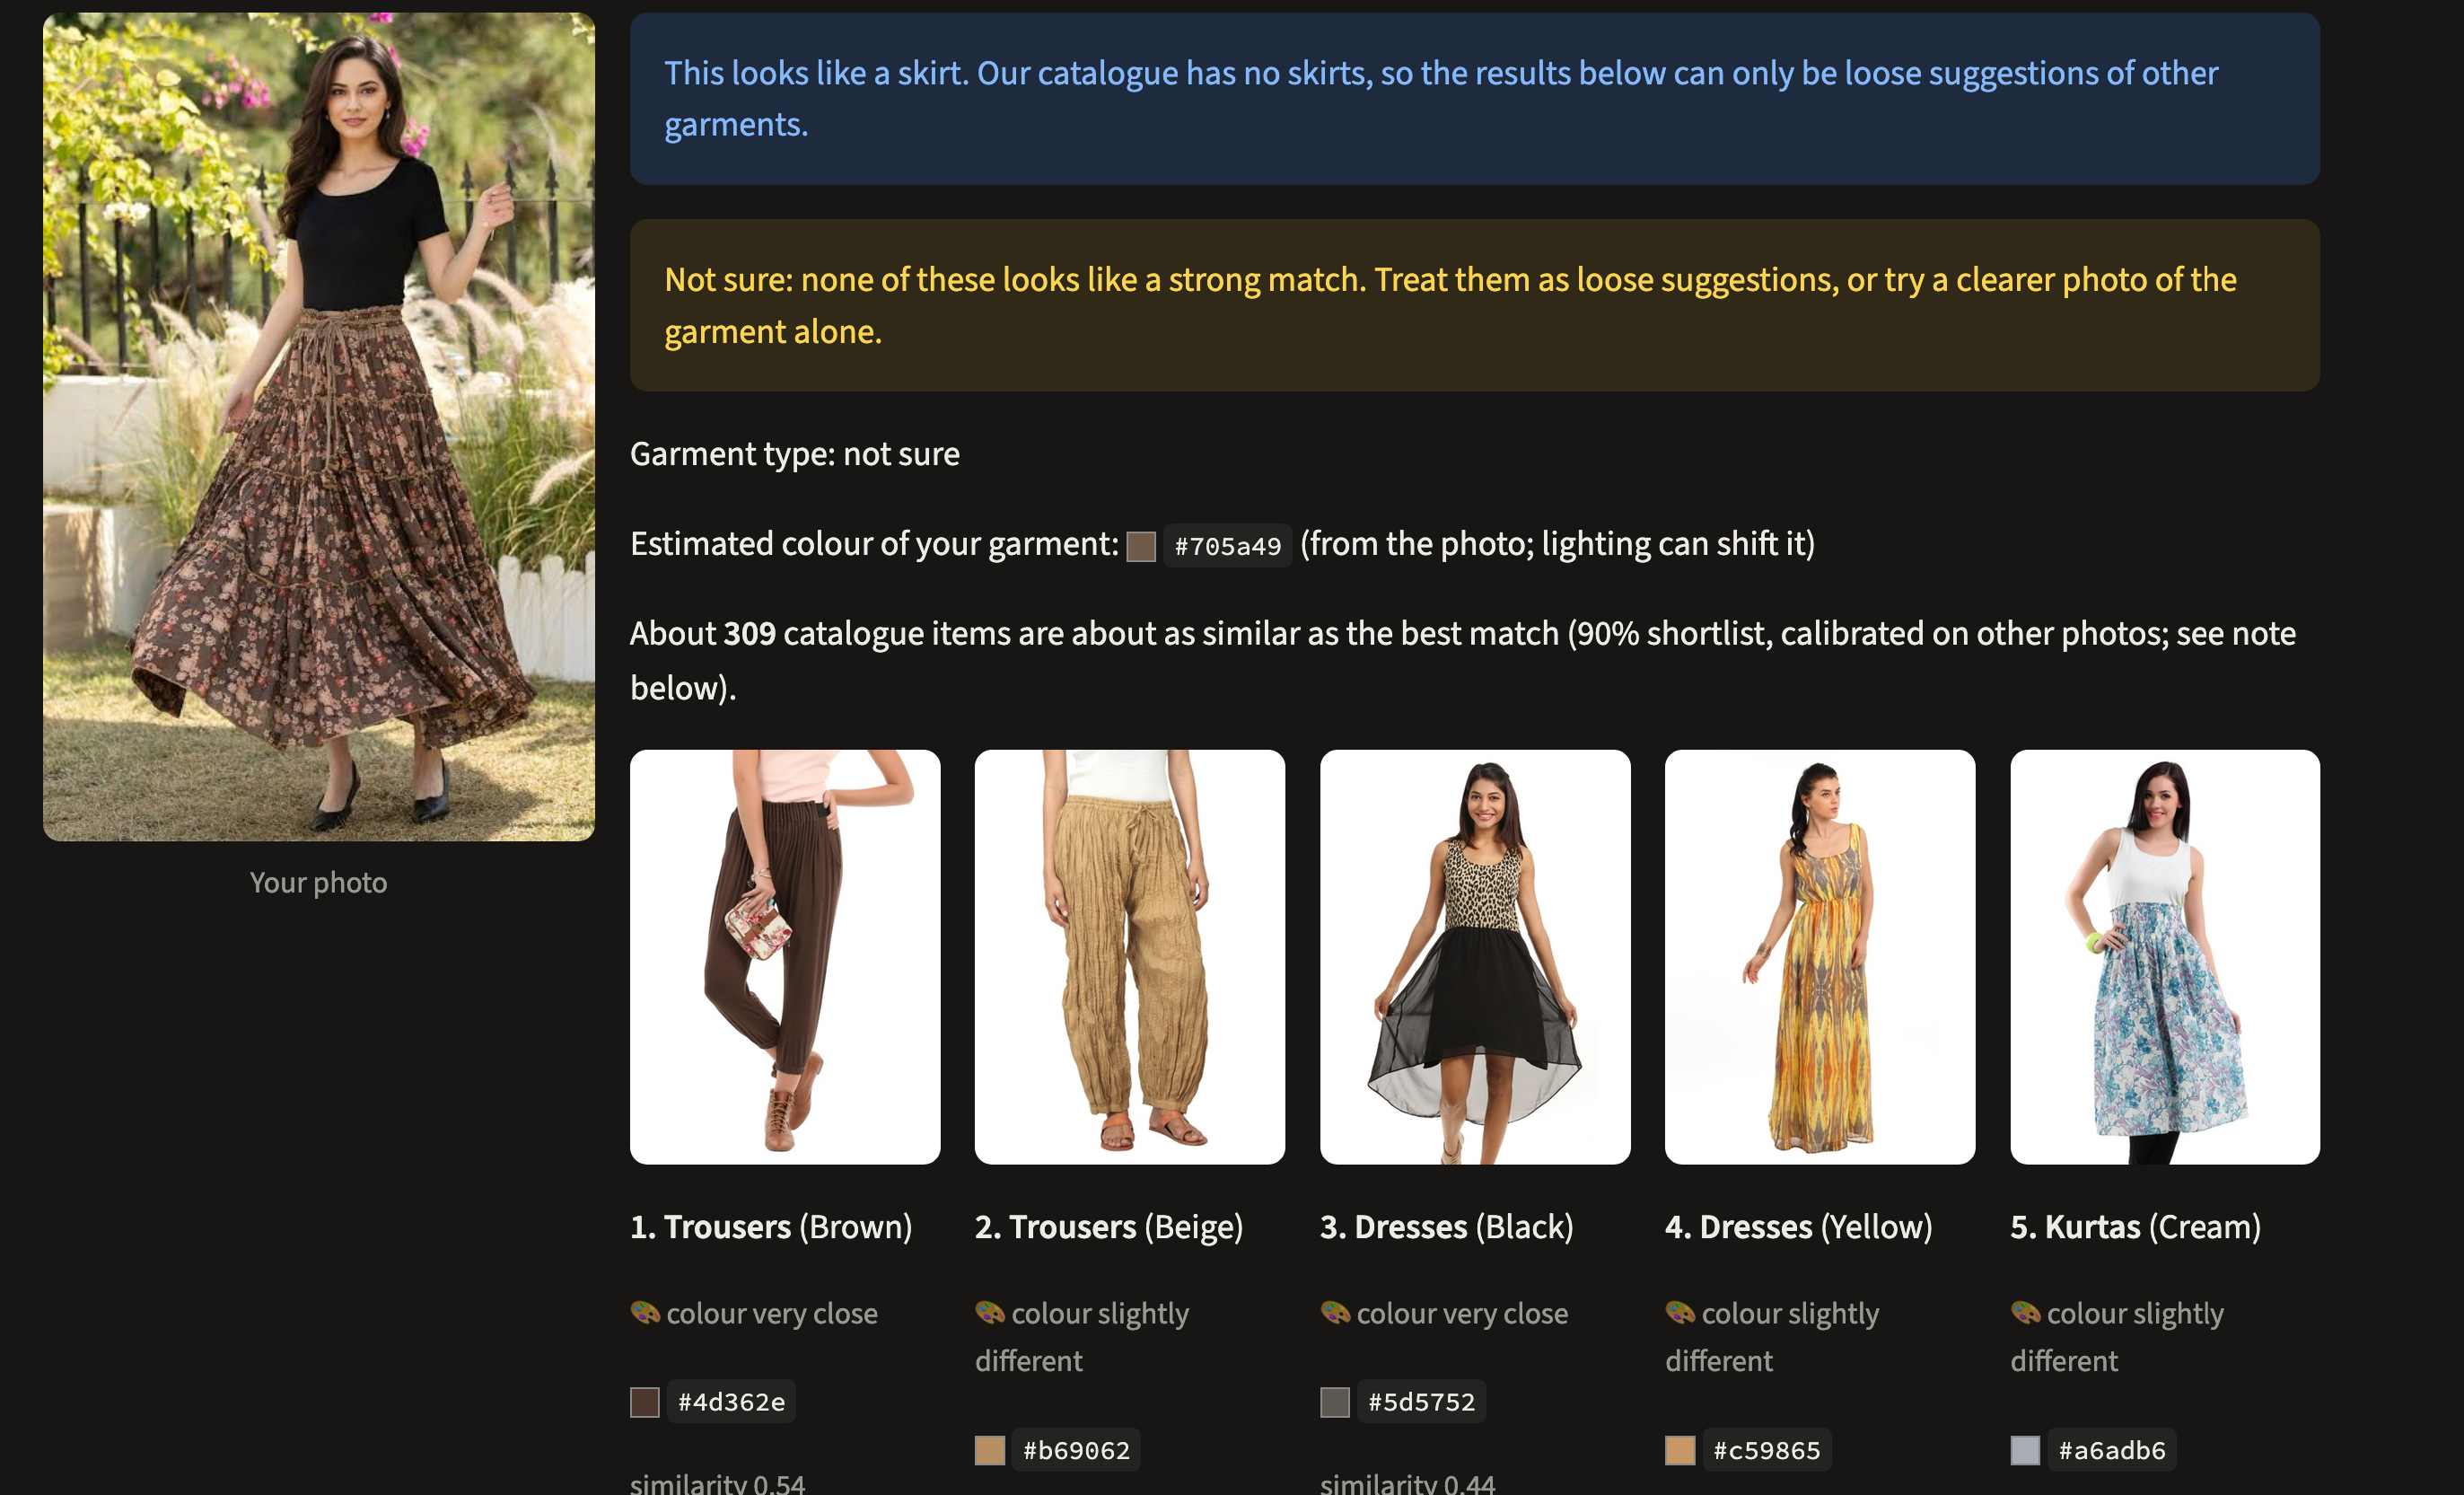 This looks like a skirt. Our catalogue has no skirts, so the results below can only be loose suggestions of other
garments.
Not sure: none of these looks like a strong match. Treat them as loose suggestions, or try a clearer photo of the
garment alone.
Garment type: not sure
Estimated colour of your garment: #705a49 (from the photo; lighting can shift it)
About 309 catalogue items are about as similar as the best match (90% shortlist, calibrated on other photos; see note
below).
Your photo
1. Trousers (Brown)
colour very close
#4d362e
similarity 0.54
2. Trousers (Beige)
colour slightly
different
#b69062
3. Dresses (Black)
colour very close
#5d5752
similarity 0.44
4. Dresses (Yellow)
colour slightly
different
#c59865
5. Kurtas (Cream)
colour slightly
different
#a6adb6